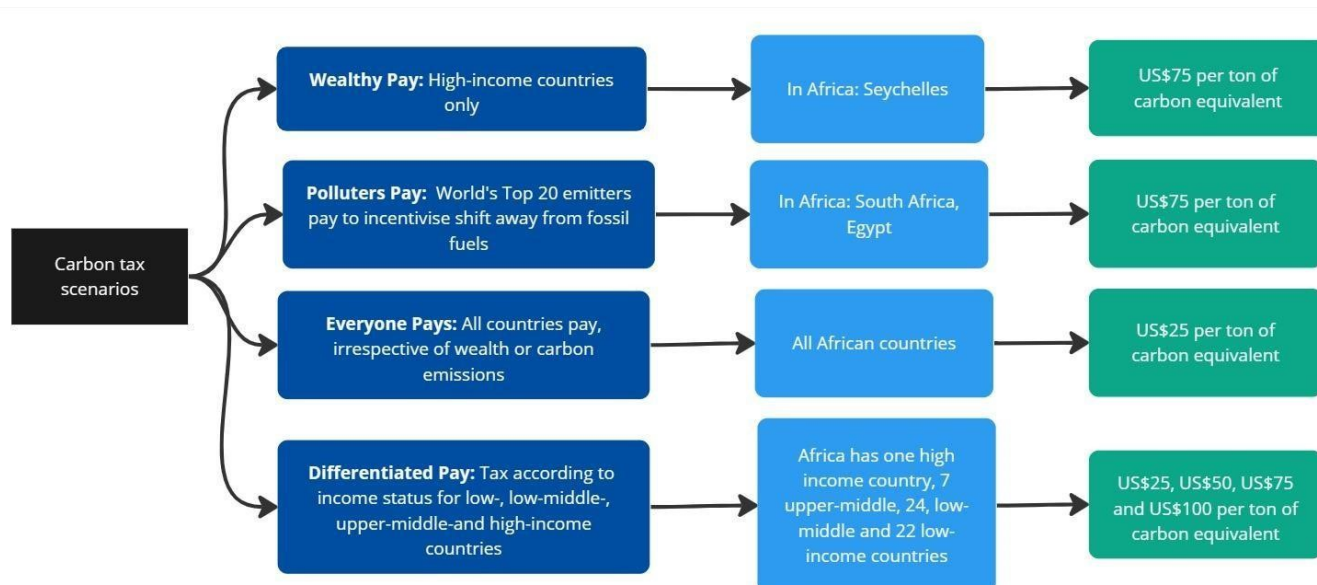 Carbon tax
scenarios
Wealthy Pay: High-income countries
only
In Africa: Seychelles
US$75 per ton of
carbon equivalent
Polluters Pay:  World's Top 20 emitters
pay to incentivise shift away from fossil
fuels
In Africa: South Africa,
Egypt
US$75 per ton of
carbon equivalent
Everyone Pays: All countries pay,
irrespective of wealth or carbon
emissions
All African countries
US$25 per ton of
carbon equivalent
Differentiated Pay: Tax according to
income status for low-, low-middle-,
upper-middle-and high-income
countries
Africa has one high
income country, 7
upper-middle, 24, low-
middle and 22 low-
income countries
US$25, US$50, US$75
and US$100 per ton of
carbon equivalent